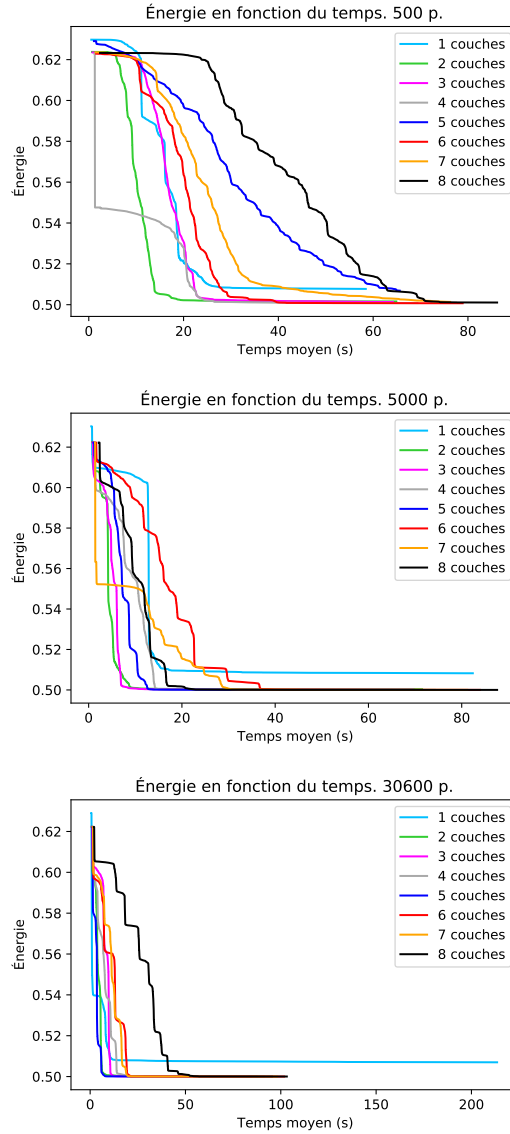 Énergie en fonction du temps. 500 p.
0.62
0.60
0.58
0.56
0.54
0.52
0.50
Énergie
0
20
40
60
80
Temps moyen (s)
1 couches
2 couches
3 couches
4 couches
5 couches
6 couches
7 couches
8 couches
Énergie en fonction du temps. 5000 p.
0.62
0.60
0.58
0.56
0.54
0.52
0.50
Énergie
0
20
40
60
80
Temps moyen (s)
1 couches
2 couches
3 couches
4 couches
5 couches
6 couches
7 couches
8 couches
Énergie en fonction du temps. 30600 p.
0.62
0.60
0.58
0.56
0.54
0.52
0.50
Énergie
0
50
100
150
200
Temps moyen (s)
1 couches
2 couches
3 couches
4 couches
5 couches
6 couches
7 couches
8 couches